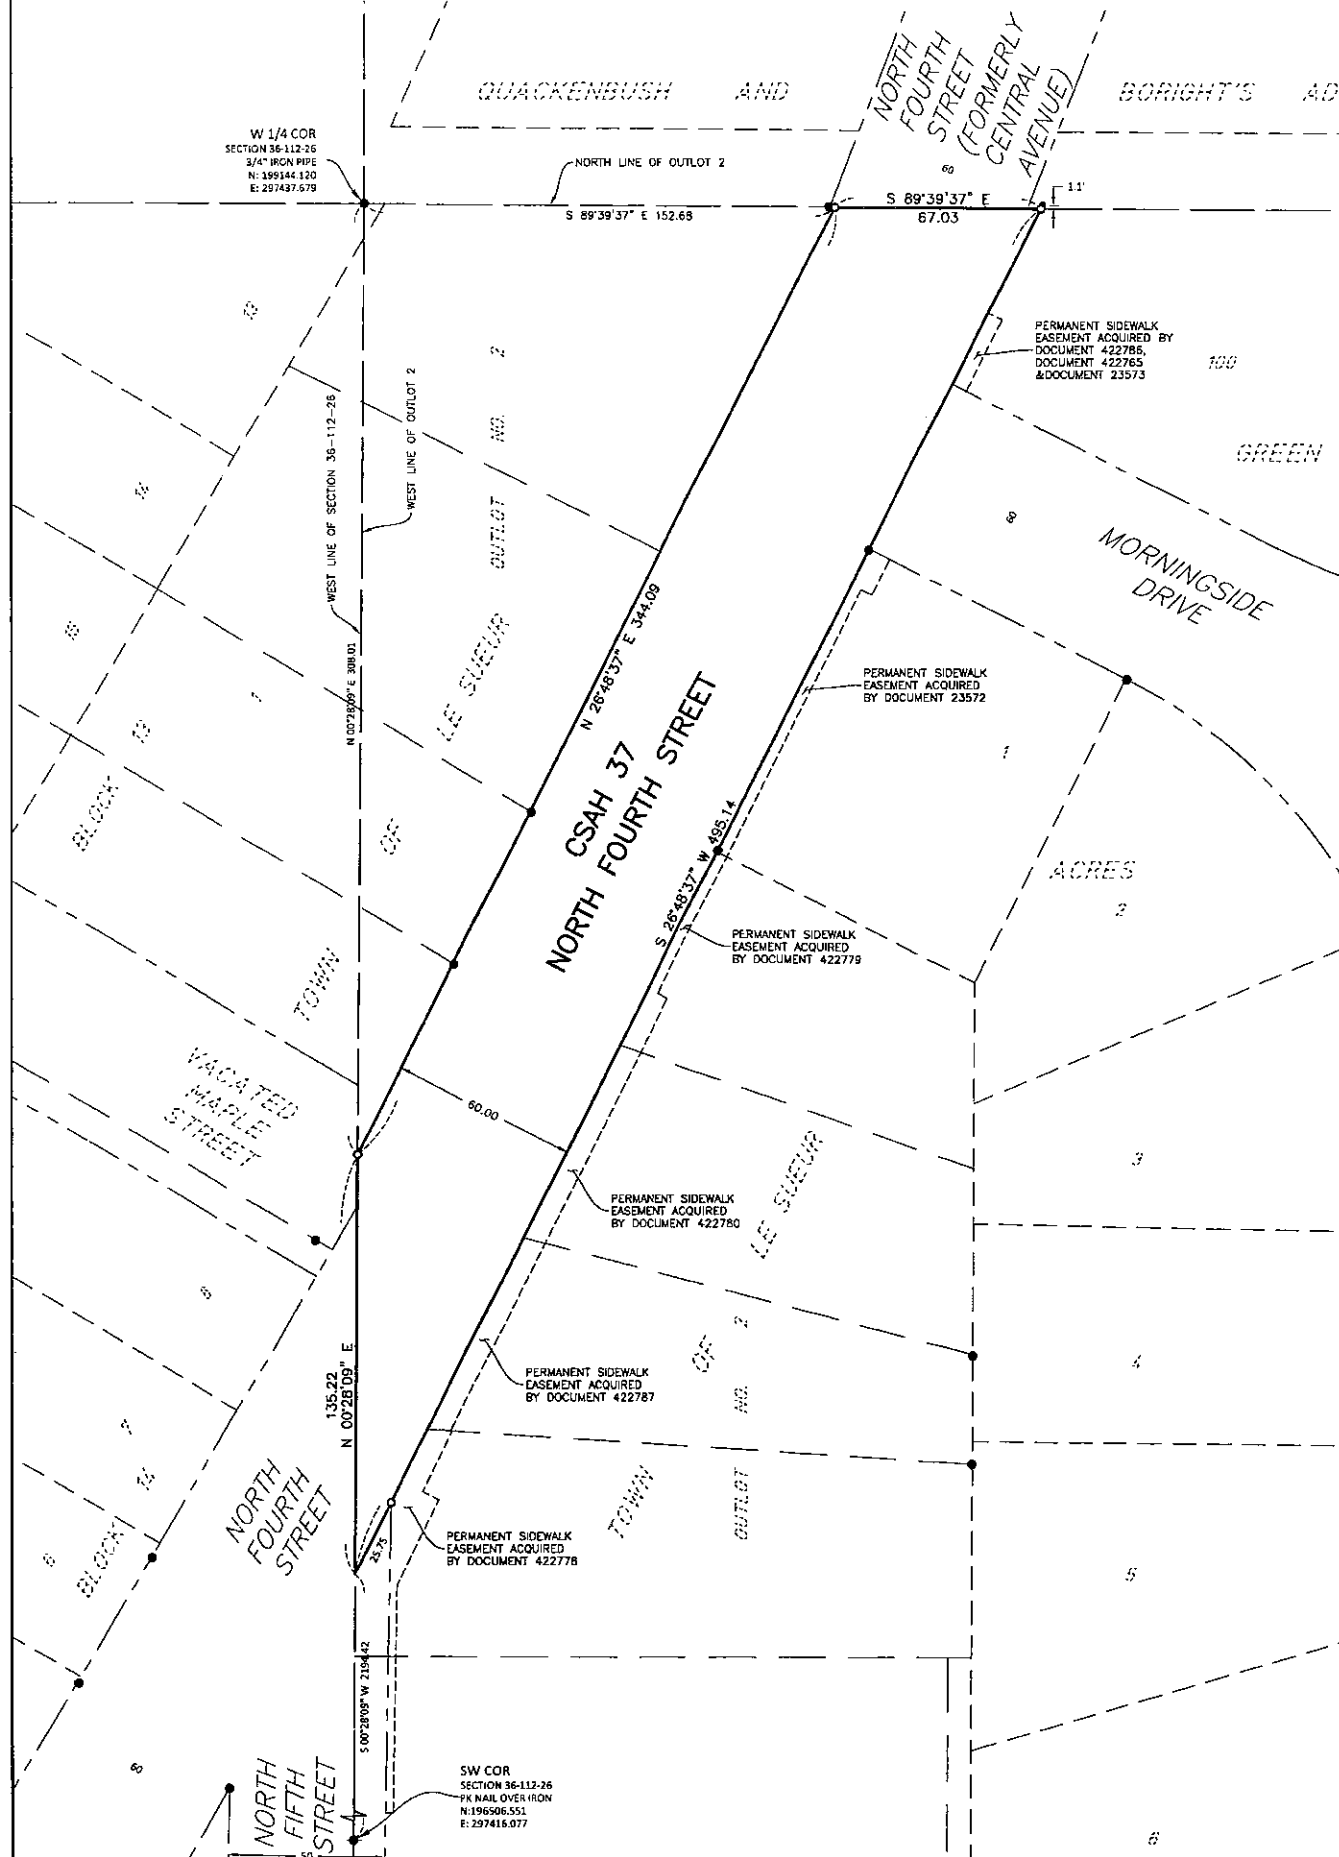 QUACKENBUSH AND
BORIGHT'S AD
NORTH
FOURTH
STREET
(FORMERLY
CENTRAL
AVENUE)
60
W 1/4 COR
SECTION 36-112-26
3/4" IRON PIPE
N: 199144.120
E: 297437.679
NORTH LINE OF OUTLOT 2
S 89°39'37" E 152.68
S 89°39'37" E
67.03
1.1'
PERMANENT SIDEWALK
EASEMENT ACQUIRED BY
DOCUMENT 422786,
DOCUMENT 422765
&DOCUMENT 23573
100
GREEN
WEST LINE OF SECTION 36-112-26
WEST LINE OF OUTLOT 2
LE SUEUR OUTLOT NO. 2
60
MORNINGSIDE
DRIVE
N 00°28'09" E 308.01
N 26°48'37" E 344.09
CSAH 37
NORTH FOURTH STREET
PERMANENT SIDEWALK
EASEMENT ACQUIRED
BY DOCUMENT 23572
1
1
BLOCK 13
TOWN OF
S 26°48'37" W 495.14
ACRES
2
PERMANENT SIDEWALK
EASEMENT ACQUIRED
BY DOCUMENT 422779
VACATED
MAPLE
STREET
60.00
LE SUEUR
3
PERMANENT SIDEWALK
EASEMENT ACQUIRED
BY DOCUMENT 422780
8
135.22
N 00°28'09" E
PERMANENT SIDEWALK
EASEMENT ACQUIRED
BY DOCUMENT 422787
TOWN OF
OUTLOT NO. 2
4
7
BLOCK 14
6
NORTH
FOURTH
STREET
25.75
PERMANENT SIDEWALK
EASEMENT ACQUIRED
BY DOCUMENT 422778
5
S 00°28'09" W 2194.42
60
NORTH
FIFTH
STREET
50
SW COR
SECTION 36-112-26
PK NAIL OVER IRON
N:196506.551
E: 297416.077
6